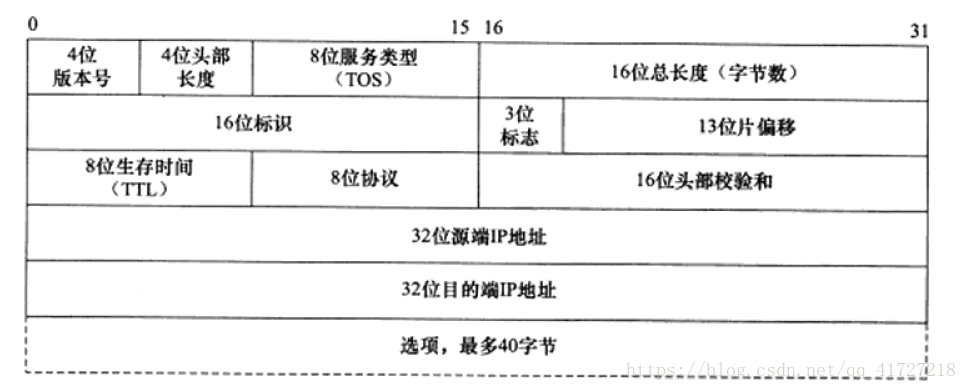 0 15 16 31
4位
版本号
4位头部
长度
8位服务类型
（TOS）
16位总长度（字节数）
16位标识
3位
标志
13位片偏移
8位生存时间
（TTL）
8位协议
16位头部校验和
32位源端IP地址
32位目的端IP地址
选项，最多40字节
https://blog.csdn.net/qq_41727218